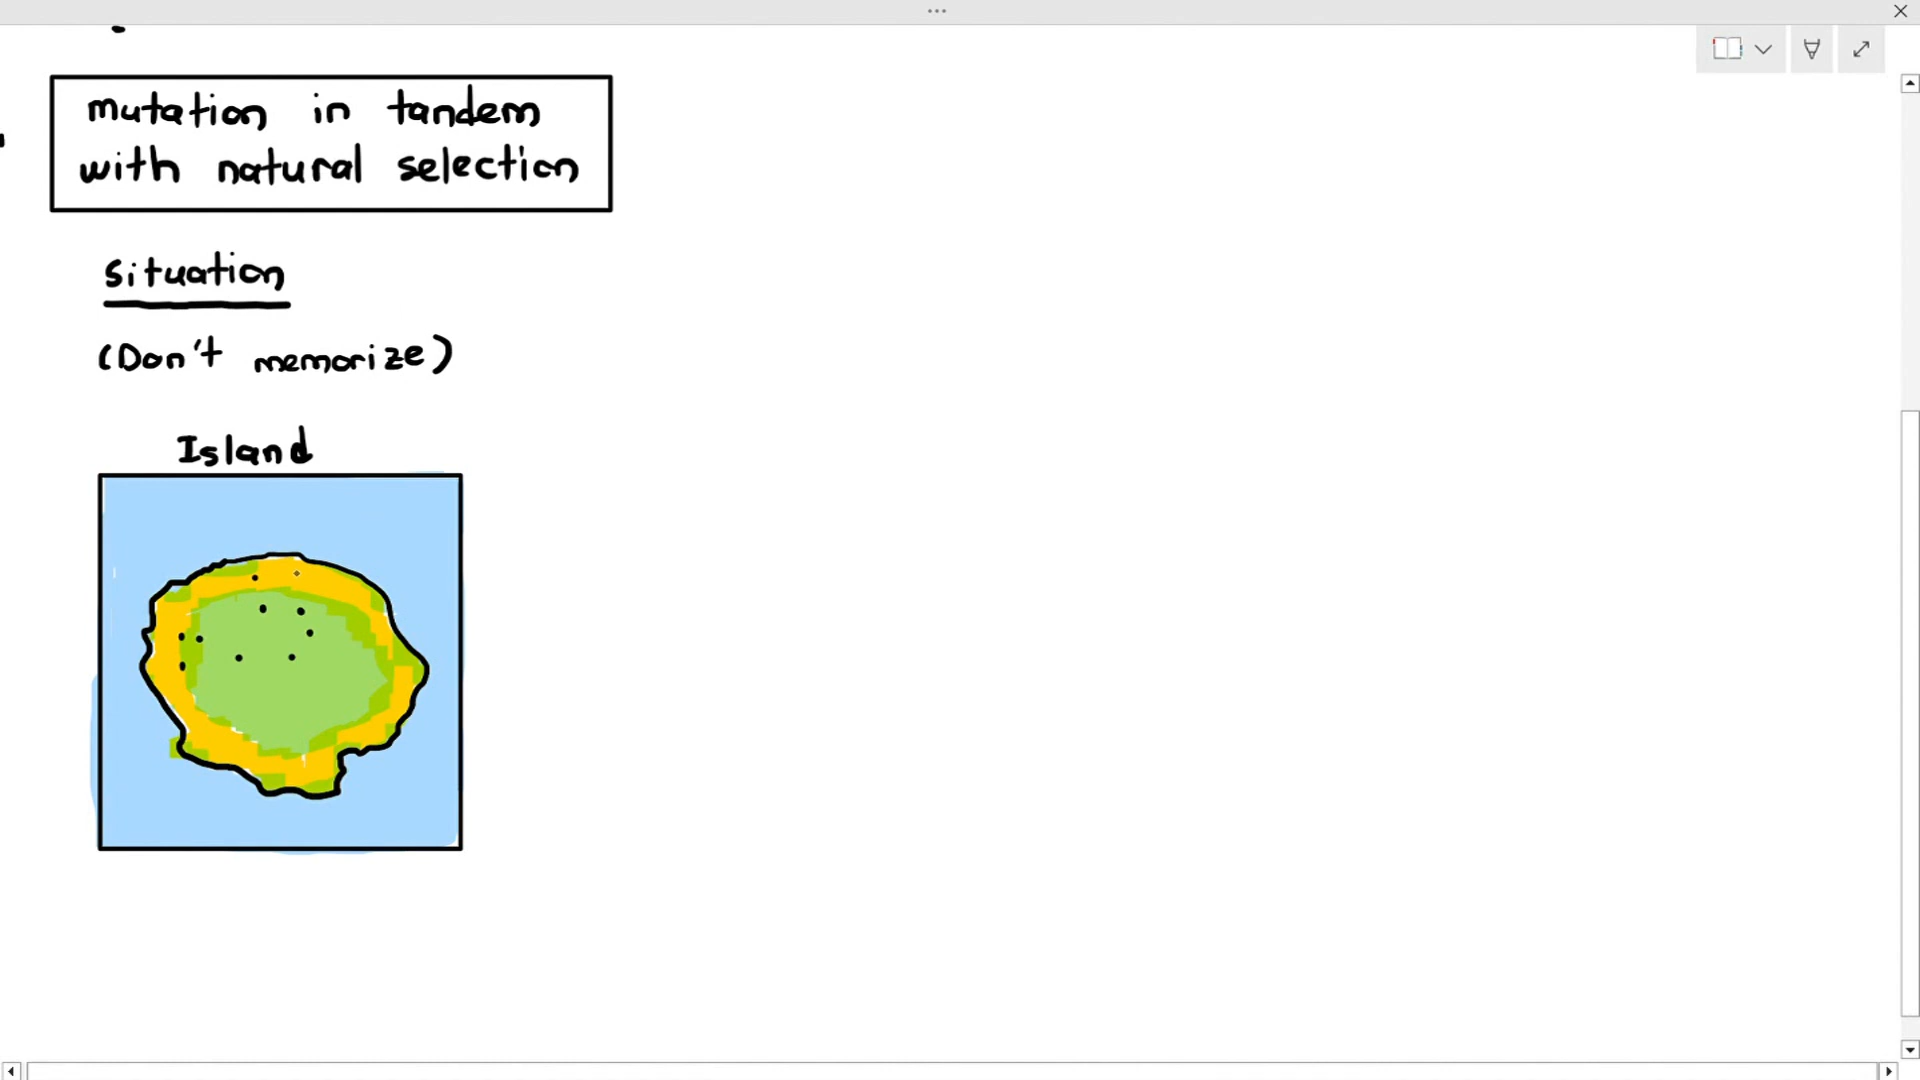 mutation in tandem
with natural selection
situation
(Don't memorize)
Island